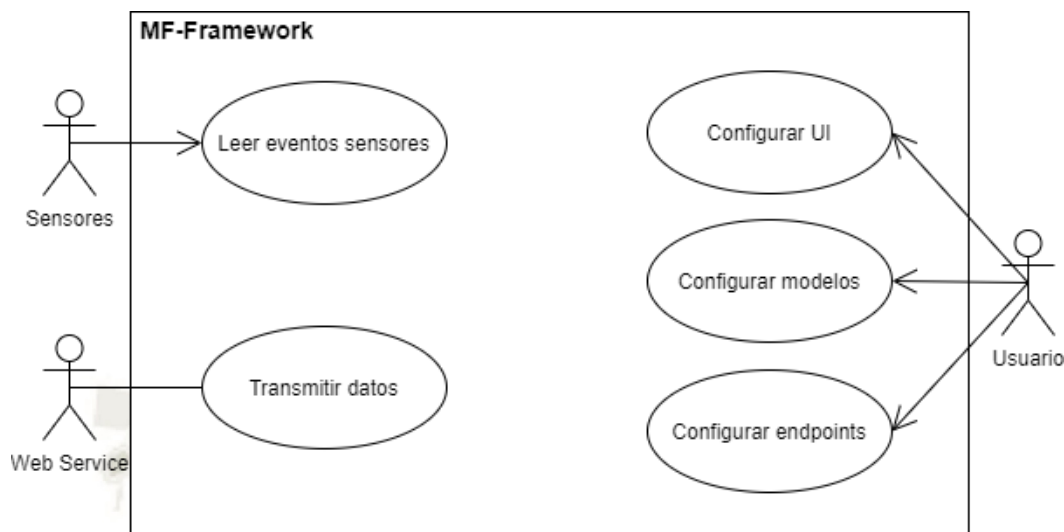 MF-Framework
Leer eventos sensores
Configurar UI
Sensores
Configurar modelos
Usuario
Transmitir datos
Configurar endpoints
Web Service